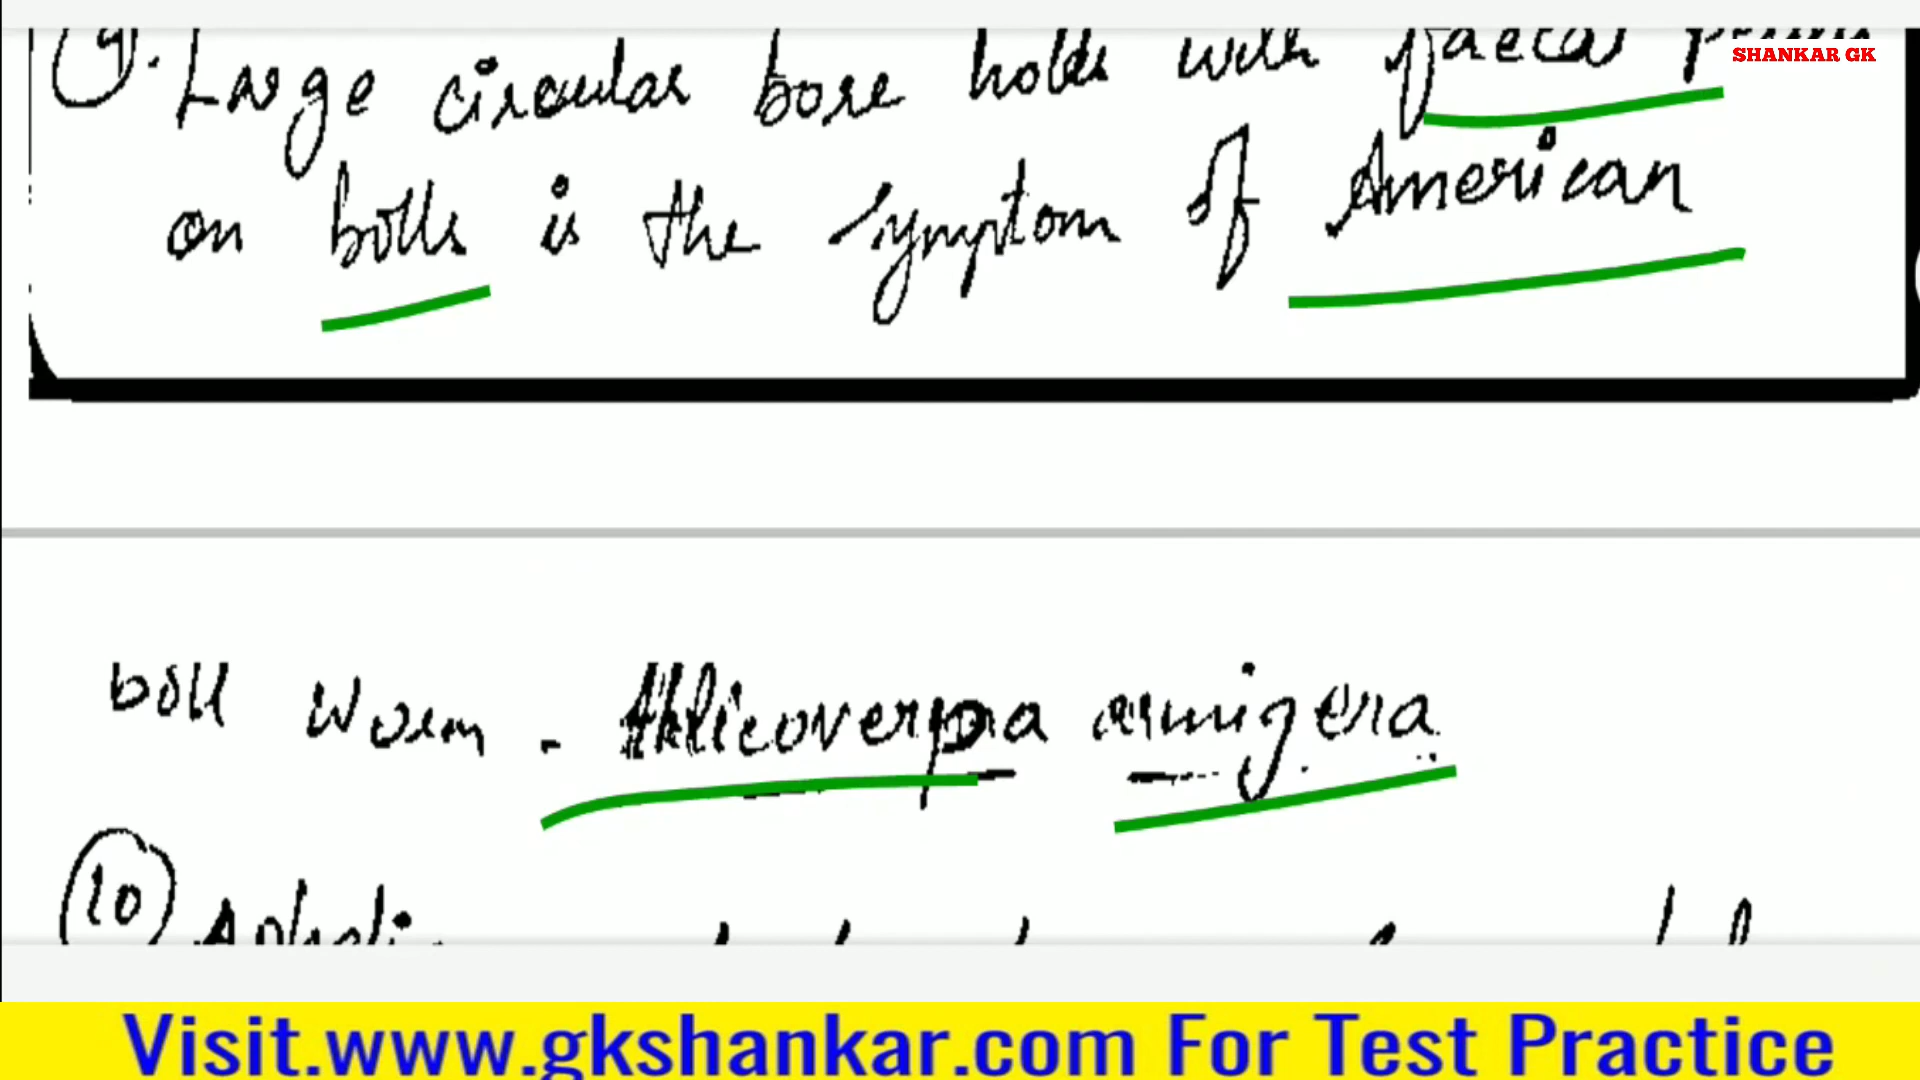 9. Large circular bore holes with faecal
SHANKAR GK
on bolls is the symptom of American
boll worm - Helicoverpa armigera
10
Visit.www.gkshankar.com For Test Practice